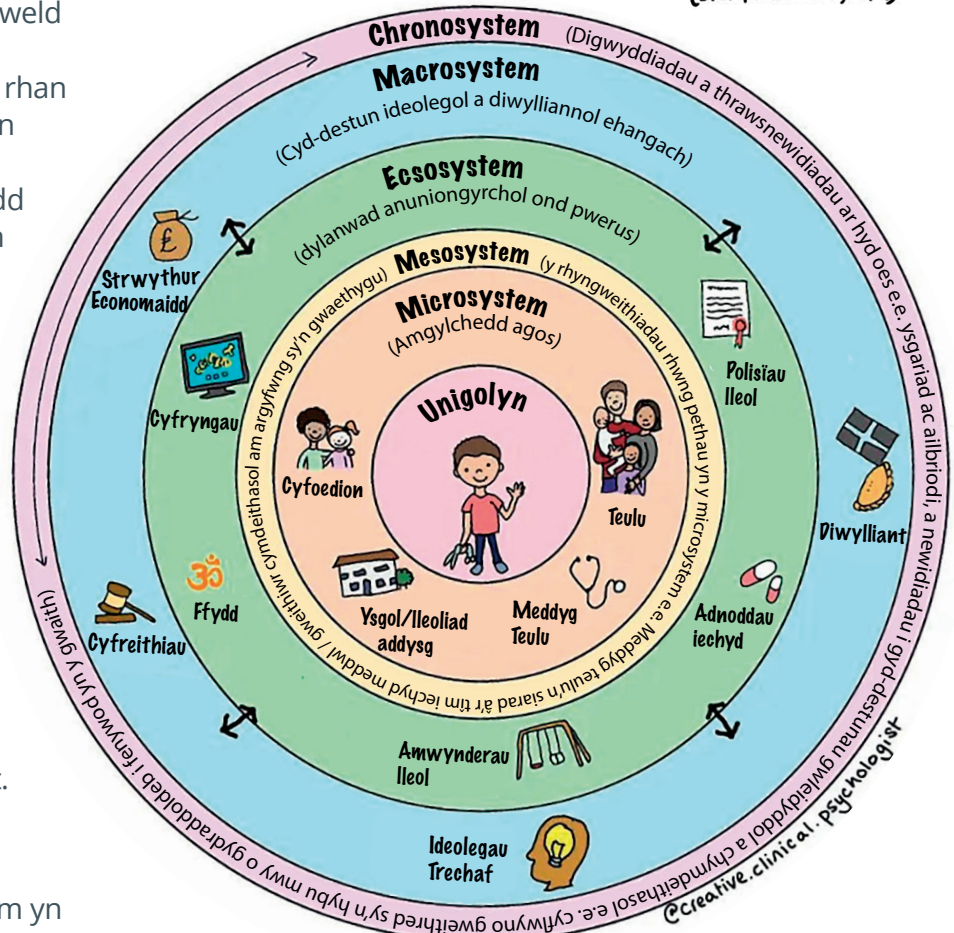 weld
rhan
n
dd
n
t.
m yn
Chronosystem (Digwyddiadau a thrawsnewidiadau ar hyd oes e.e. ysgariad ac ailbriodi, a newidiadau i gyd-destunau gwleidyddol a chymdeithasol e.e. cyflwyno gweithred sy'n hybu mwy o gydraddoldeb i fenywod yn y gwaith)
Macrosystem
(Cyd-destun ideolegol a diwylliannol ehangach)
Ecsosystem
(dylanwad anuniongyrchol ond pwerus)
Mesosystem (y rhyngweithiadau rhwng pethau yn y microsystem e.e. Meddyg teulu'n siarad â'r tîm iechyd meddwl / gweithiwr cymdeithasol am argyfwng sy'n gwaethygu)
Microsystem
(Amgylchedd agos)
Unigolyn
Strwythur
Economaidd
£
Cyfryngau
Polisïau
lleol
Cyfoedion
Teulu
Diwylliant
ॐ
Ffydd
Ysgol/lleoliad
addysg
Meddyg
Teulu
Adnoddau
iechyd
Cyfreithiau
Amwynderau
lleol
Ideolegau
Trechaf
@creative.clinical.psychologist